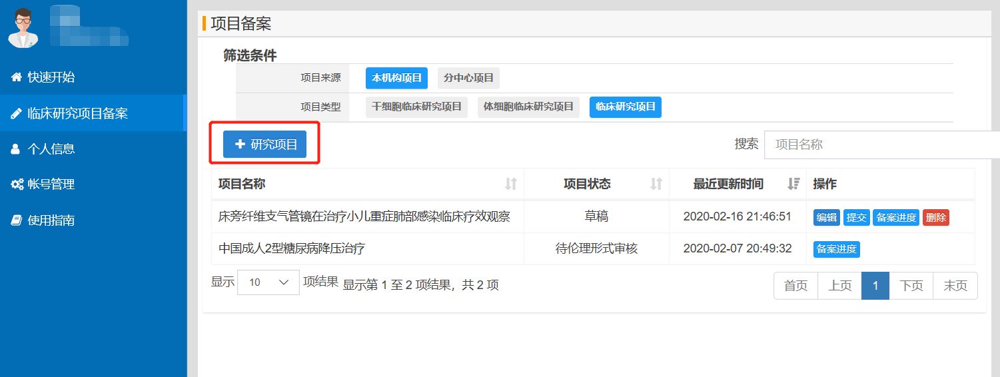 快速开始
临床研究项目备案
个人信息
帐号管理
使用指南
项目备案
筛选条件
项目来源 本机构项目 分中心项目
项目类型 干细胞临床研究项目 体细胞临床研究项目 临床研究项目
研究项目 搜索 项目名称
项目名称 项目状态 最近更新时间 操作
床旁纤维支气管镜在治疗小儿重症肺部感染临床疗效观察 草稿 2020-02-16 21:46:51 编辑 提交 备案进度 删除
中国成人2型糖尿病降压治疗 待伦理形式审核 2020-02-07 20:49:32 备案进度
显示 10 项结果 显示第 1 至 2 项结果，共 2 项 首页 上页 1 下页 末页